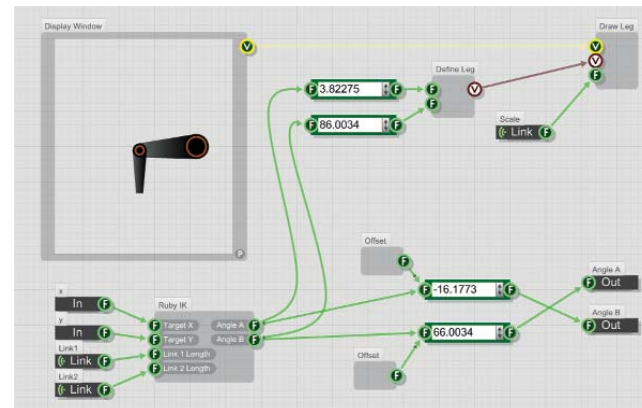 Display Window
V
Draw Leg
V
V
F
Define Leg
V
F
F
F 3.82275 F
F 86.0034 F
Scale
Link F
P
Offset
F
F -16.1773 F
F 66.0034 F
Angle A
F Out
Angle B
F Out
x
In F
y
In F
Link1
Link F
Link2
Link F
Ruby IK
F Target X Angle A F
F Target Y Angle B F
F Link 1 Length
F Link 2 Length
Offset
F